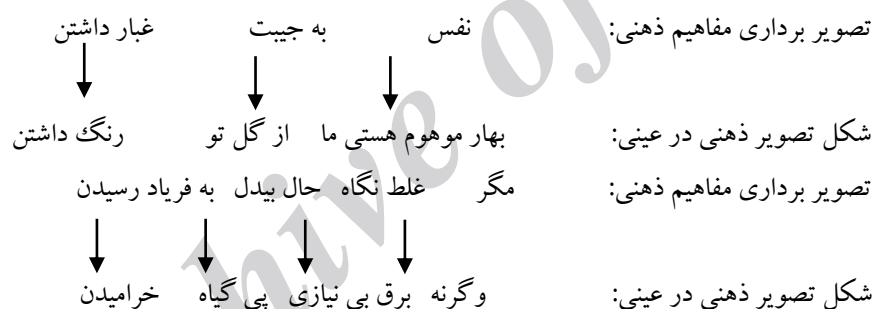 تصویر برداری مفاهیم ذهنی: نفس به جیبت غبار داشتن
شکل تصویر ذهنی در عینی: بهار موهوم هستی ما از گل تو رنگ داشتن
تصویر برداری مفاهیم ذهنی: مگر غلط نگاه حال بیدل به فریاد رسیدن
شکل تصویر ذهنی در عینی: وگرنه برق بی نیازی پی گیاه خرامیدن
hive of